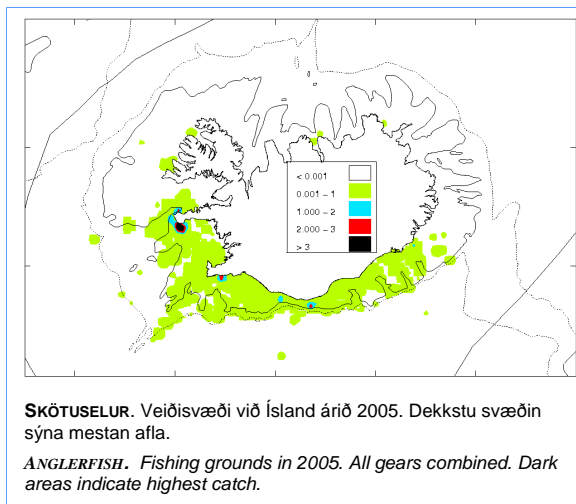 < 0.001
0.001 – 1
1.000 – 2
2.000 – 3
> 3
SKÖTUSELUR. Veiðisvæði við Ísland árið 2005. Dekkstu svæðin
sýna mestan afla.
ANGLERFISH. Fishing grounds in 2005. All gears combined. Dark
areas indicate highest catch.